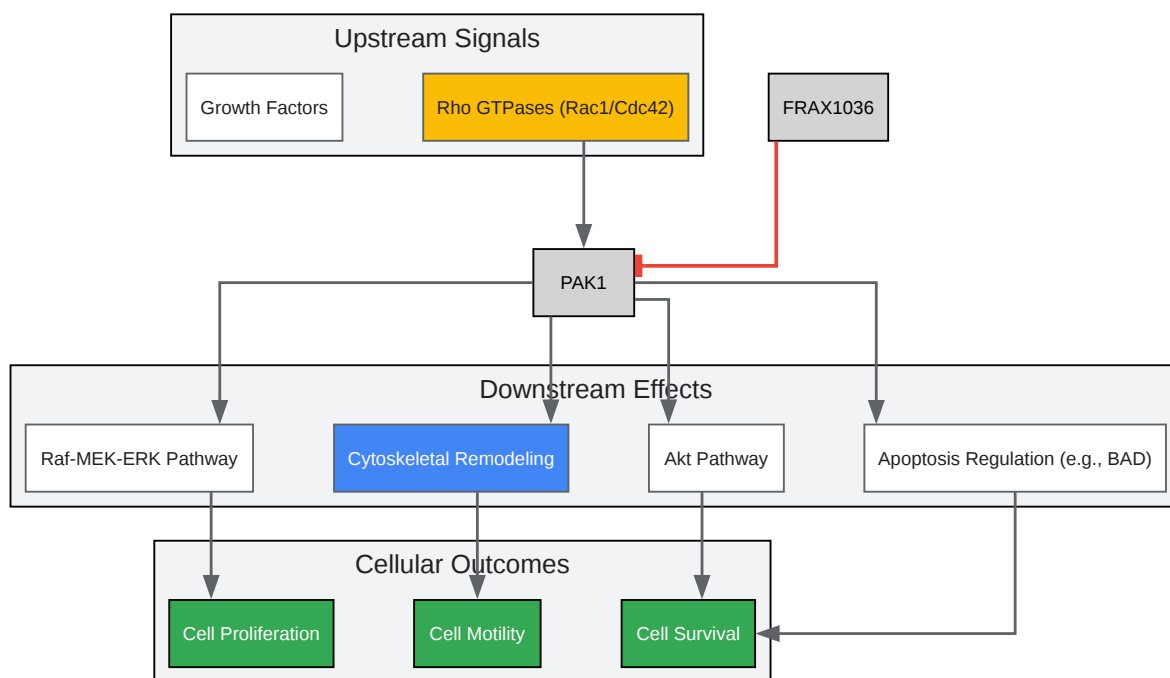 Upstream Signals
Growth Factors
Rho GTPases (Rac1/Cdc42)
FRAX1036
PAK1
Downstream Effects
Raf-MEK-ERK Pathway
Cytoskeletal Remodeling
Akt Pathway
Apoptosis Regulation (e.g., BAD)
Cellular Outcomes
Cell Proliferation
Cell Motility
Cell Survival